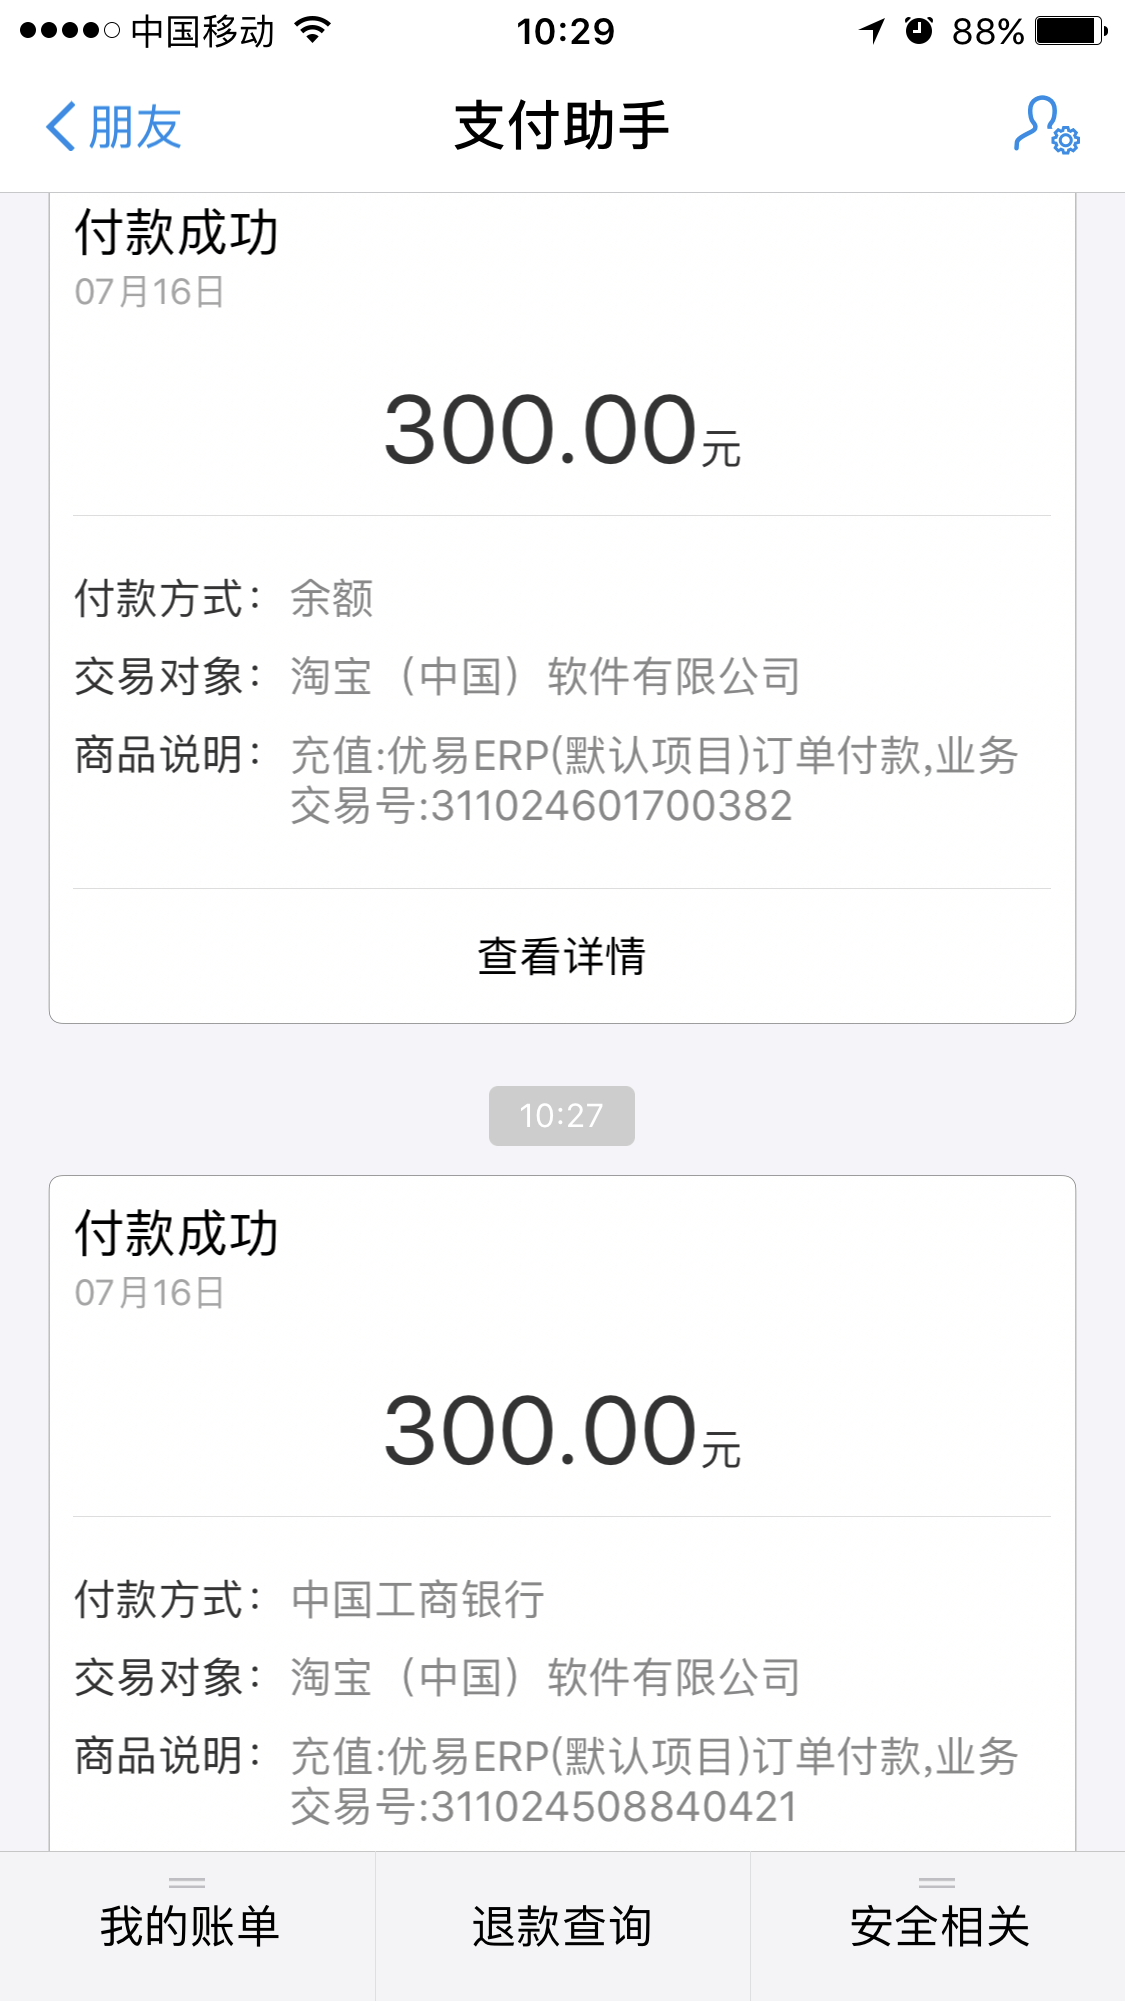 中国移动
10:29
88%
朋友
支付助手
付款成功
07月16日
300.00元
付款方式：余额
交易对象：淘宝（中国）软件有限公司
商品说明：充值:优易ERP(默认项目)订单付款,业务
交易号:311024601700382
查看详情
10:27
付款成功
07月16日
300.00元
付款方式：中国工商银行
交易对象：淘宝（中国）软件有限公司
商品说明：充值:优易ERP(默认项目)订单付款,业务
交易号:311024508840421
我的账单
退款查询
安全相关